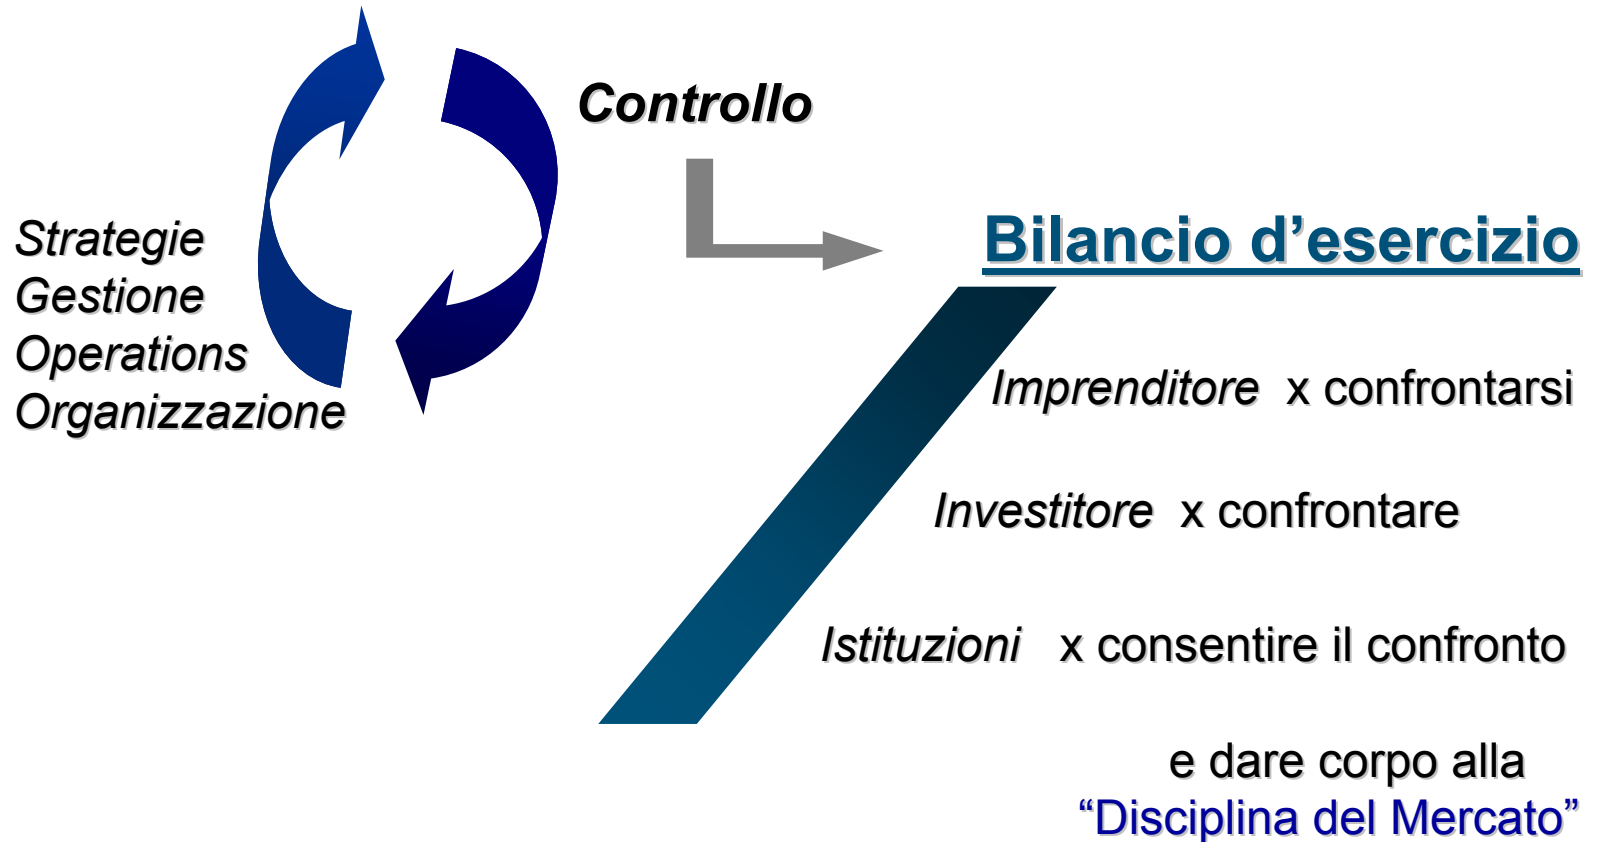 Controllo
Strategie
Gestione
Operations
Organizzazione
Bilancio d’esercizio
Imprenditore x confrontarsi
Investitore x confrontare
Istituzioni x consentire il confronto
e dare corpo alla
“Disciplina del Mercato”